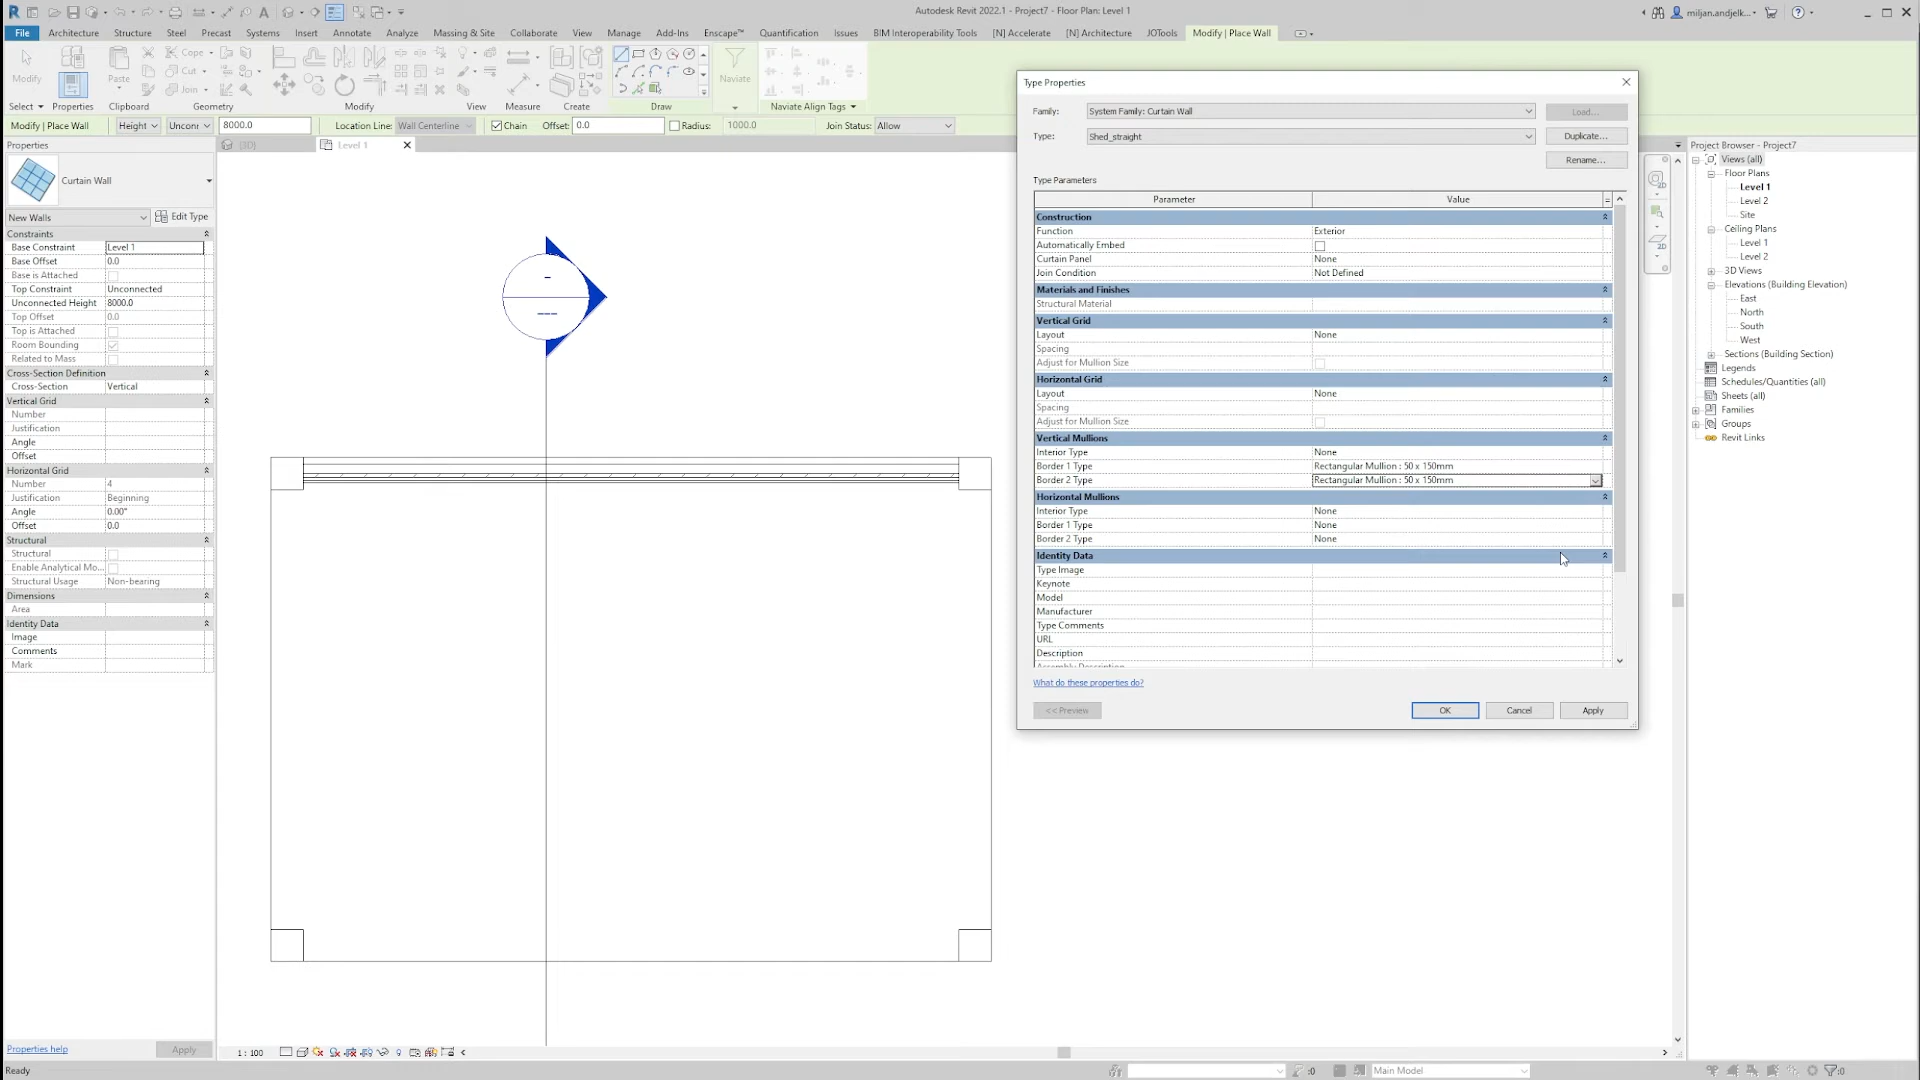 Autodesk Revit 2022.1 - Project7 - Floor Plan: Level 1
miljan.andjelk...
File Architecture Structure Steel Precast Systems Insert Annotate Analyze Massing & Site Collaborate View Manage Add-Ins Enscape™ Quantification Issues BIM Interoperability Tools [N] Accelerate [N] Architecture JOTools Modify | Place Wall
Modify
Paste
Cope
Cut
Join
Naviate
Select Properties Clipboard Geometry Modify View Measure Create Draw Naviate Align Tags
Modify | Place Wall Height Unconr 8000.0 Location Line: Wall Centerline Chain Offset: 0.0 Radius: 1000.0 Join Status: Allow
Properties
{3D}
Level 1
Curtain Wall
New Walls Edit Type
Constraints
Base Constraint Level 1
Base Offset 0.0
Base is Attached
Top Constraint Unconnected
Unconnected Height 8000.0
Top Offset 0.0
Top is Attached
Room Bounding
Related to Mass
Cross-Section Definition
Cross-Section Vertical
Vertical Grid
Number
Justification
Angle
Offset
Horizontal Grid
Number 4
Justification Beginning
Angle 0.00°
Offset 0.0
Structural
Structural
Enable Analytical Mo...
Structural Usage Non-bearing
Dimensions
Area
Identity Data
Image
Comments
Mark
Properties help Apply
Type Properties
Family: System Family: Curtain Wall Load...
Type: Shed_straight Duplicate...
Rename...
Type Parameters
Parameter Value =
Construction
Function Exterior
Automatically Embed
Curtain Panel None
Join Condition Not Defined
Materials and Finishes
Structural Material
Vertical Grid
Layout None
Spacing
Adjust for Mullion Size
Horizontal Grid
Layout None
Spacing
Adjust for Mullion Size
Vertical Mullions
Interior Type None
Border 1 Type Rectangular Mullion : 50 x 150mm
Border 2 Type Rectangular Mullion : 50 x 150mm
Horizontal Mullions
Interior Type None
Border 1 Type None
Border 2 Type None
Identity Data
Type Image
Keynote
Model
Manufacturer
Type Comments
URL
Description
Assembly Description
What do these properties do?
<< Preview OK Cancel Apply
Project Browser - Project7
Views (all)
Floor Plans
Level 1
Level 2
Site
Ceiling Plans
Level 1
Level 2
3D Views
Elevations (Building Elevation)
East
North
South
West
Sections (Building Section)
Legends
Schedules/Quantities (all)
Sheets (all)
Families
Groups
Revit Links
1 : 100
Ready
:0
Main Model
:0